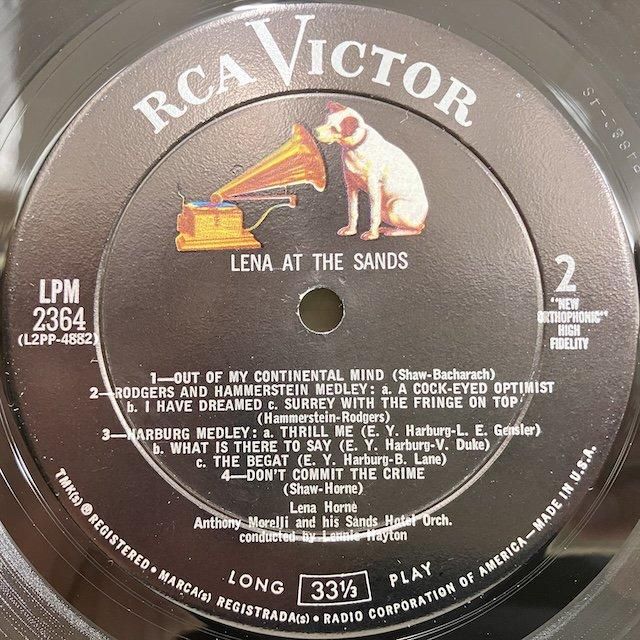 RCA VICTOR
LENA AT THE SANDS
LPM
2364
(L2PP-4882)
2
"NEW
ORTHOPHONIC"
HIGH
FIDELITY
1—OUT OF MY CONTINENTAL MIND (Shaw-Bacharach)
2—RODGERS AND HAMMERSTEIN MEDLEY: a. A COCK-EYED OPTIMIST
b. I HAVE DREAMED c. SURREY WITH THE FRINGE ON TOP
(Hammerstein-Rodgers)
3—HARBURG MEDLEY: a. THRILL ME (E. Y. Harburg-L. E. Gensler)
b. WHAT IS THERE TO SAY (E. Y. Harburg-V. Duke)
c. THE BEGAT (E. Y. Harburg-B. Lane)
4—DON'T COMMIT THE CRIME
(Shaw-Horne)
Lena Horne
Anthony Morelli and his Sands Hotel Orch.
conducted by Lennie Hayton
LONG 33⅓ PLAY
TMK(s) ® REGISTERED • MARCA(s) REGISTRADA(s) • RADIO CORPORATION OF AMERICA—MADE IN U.S.A.